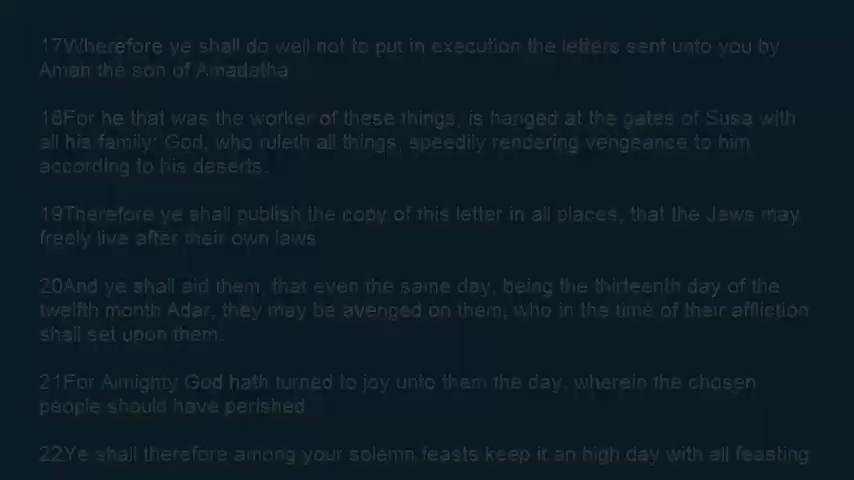 17Wherefore ye shall do well not to put in execution the letters sent unto you by
Aman the son of Amadatha
18For he that was the worker of these things, is hanged at the gates of Susa with
all his family: God, who ruleth all things, speedily rendering vengeance to him
according to his deserts.
19Therefore ye shall publish the copy of this letter in all places, that the Jews may
freely live after their own laws
20And ye shall aid them, that even the same day, being the thirteenth day of the
twelfth month Adar, they may be avenged on them, who in the time of their affliction
shall set upon them.
21For Almighty God hath turned to joy unto them the day, wherein the chosen
people should have perished
22Ye shall therefore among your solemn feasts keep it an high day with all feasting